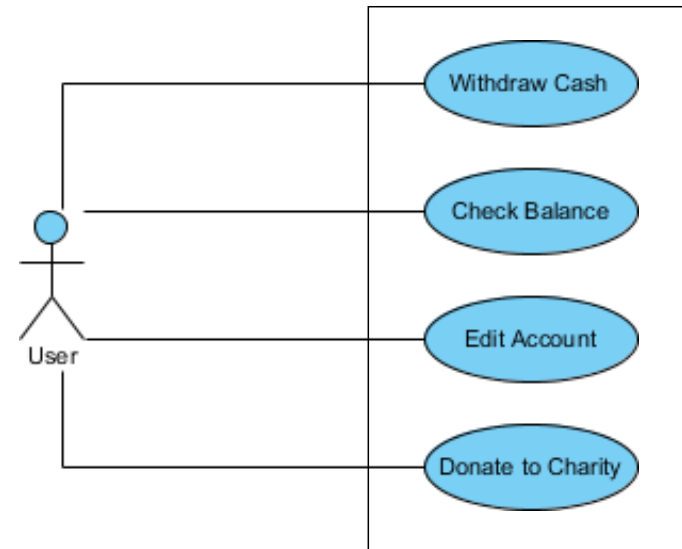 Withdraw Cash
Check Balance
Edit Account
User
Donate to Charity